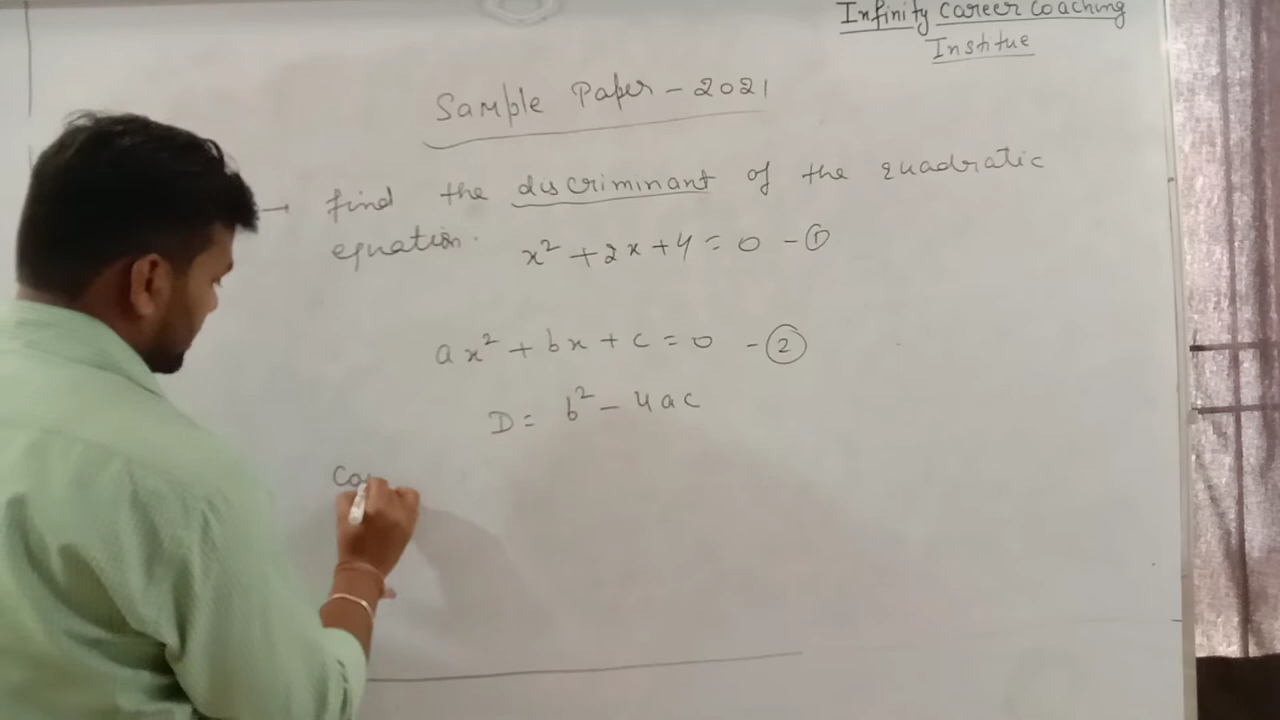 Infinity Career Coaching
Institue
Sample Paper - 2021
→ find the discriminant of the quadratic
equation. x² + 2x + 4 = 0 - ①
ax² + bx + c = 0 - ②
D = b² - 4ac
Co